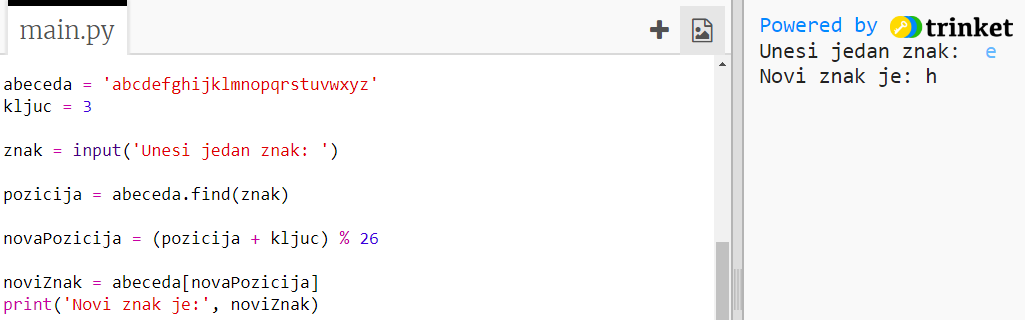 main.py
abeceda = 'abcdefghijklmnopqrstuvwxyz'
kljuc = 3
znak = input('Unesi jedan znak: ')
pozicija = abeceda.find(znak)
novaPozicija = (pozicija + kljuc) % 26
noviZnak = abeceda[novaPozicija]
print('Novi znak je:', noviZnak)
Powered by trinket
Unesi jedan znak: e
Novi znak je: h